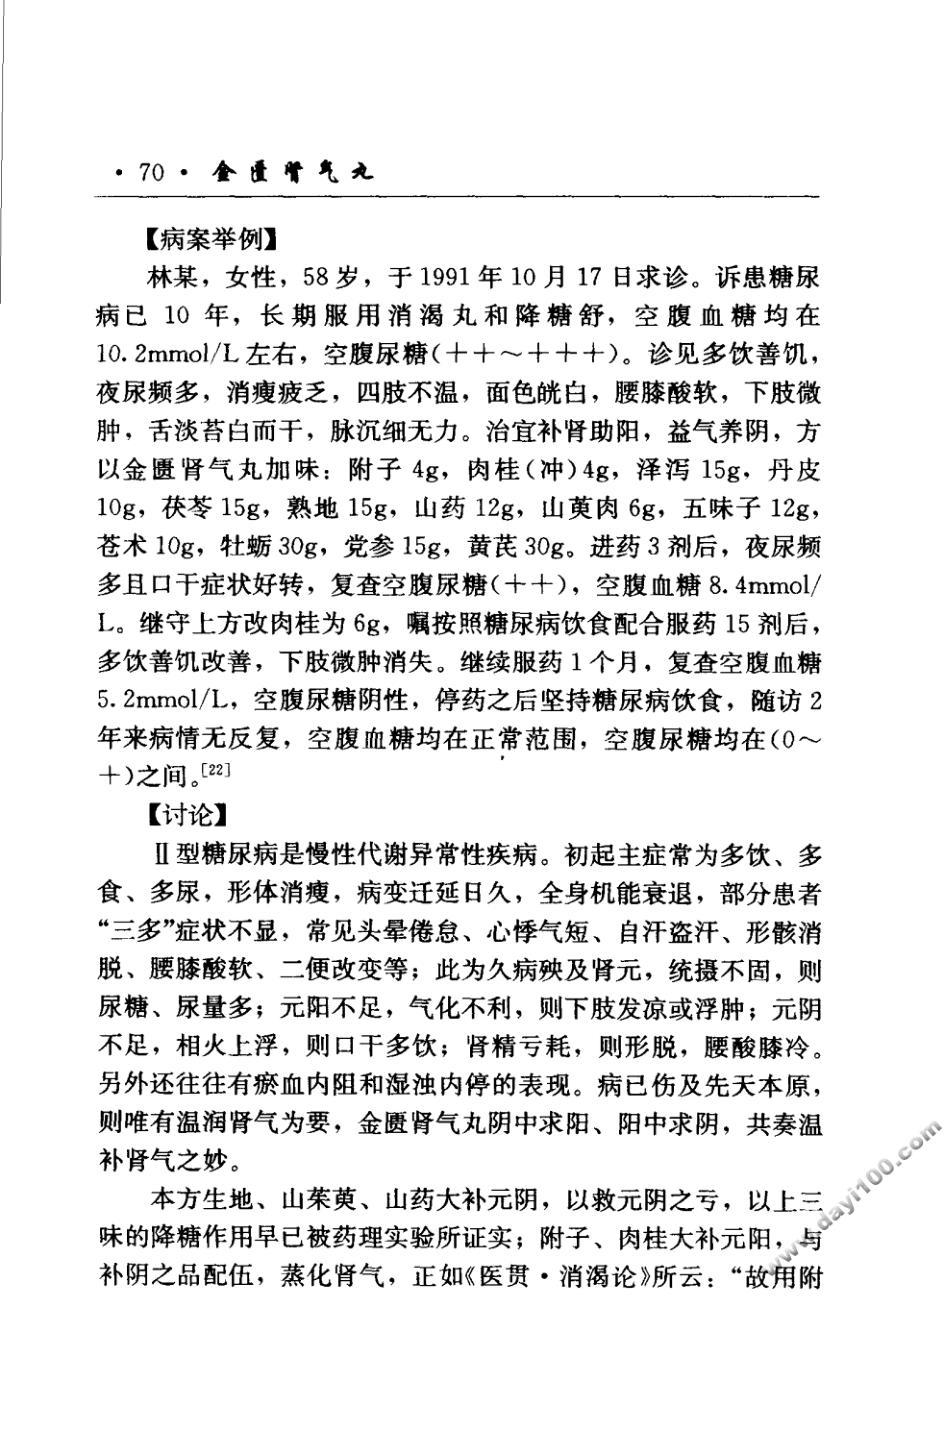 · 70 · 金匮肾气丸
【病案举例】
林某，女性，58岁，于1991年10月17日求诊。诉患糖尿
病已 10 年，长期服用消渴丸和降糖舒，空腹血糖均在
10.2mmol/L左右，空腹尿糖(＋＋～＋＋＋)。诊见多饮善饥，
夜尿频多，消瘦疲乏，四肢不温，面色㿠白，腰膝酸软，下肢微
肿，舌淡苔白而干，脉沉细无力。治宜补肾助阳，益气养阴，方
以金匮肾气丸加味：附子 4g，肉桂(冲)4g，泽泻 15g，丹皮
10g，茯苓15g，熟地15g，山药12g，山萸肉6g，五味子12g，
苍术10g，牡蛎30g，党参15g，黄芪30g。进药3剂后，夜尿频
多且口干症状好转，复查空腹尿糖(＋＋)，空腹血糖8.4mmol/
L。继守上方改肉桂为6g，嘱按照糖尿病饮食配合服药15剂后，
多饮善饥改善，下肢微肿消失。继续服药1个月，复查空腹血糖
5.2mmol/L，空腹尿糖阴性，停药之后坚持糖尿病饮食，随访2
年来病情无反复，空腹血糖均在正常范围，空腹尿糖均在(0～
＋)之间。[22]
【讨论】
Ⅱ型糖尿病是慢性代谢异常性疾病。初起主症常为多饮、多
食、多尿，形体消瘦，病变迁延日久，全身机能衰退，部分患者
“三多”症状不显，常见头晕倦怠、心悸气短、自汗盗汗、形骸消
脱、腰膝酸软、二便改变等；此为久病殃及肾元，统摄不固，则
尿糖、尿量多；元阳不足，气化不利，则下肢发凉或浮肿；元阴
不足，相火上浮，则口干多饮；肾精亏耗，则形脱，腰酸膝冷。
另外还往往有瘀血内阻和湿浊内停的表现。病已伤及先天本原，
则唯有温润肾气为要，金匮肾气丸阴中求阳、阳中求阴，共奏温
补肾气之妙。
本方生地、山茱萸、山药大补元阴，以救元阴之亏，以上三
味的降糖作用早已被药理实验所证实；附子、肉桂大补元阳，与
补阴之品配伍，蒸化肾气，正如《医贯·消渴论》所云：“故用附
www.dayi100.com